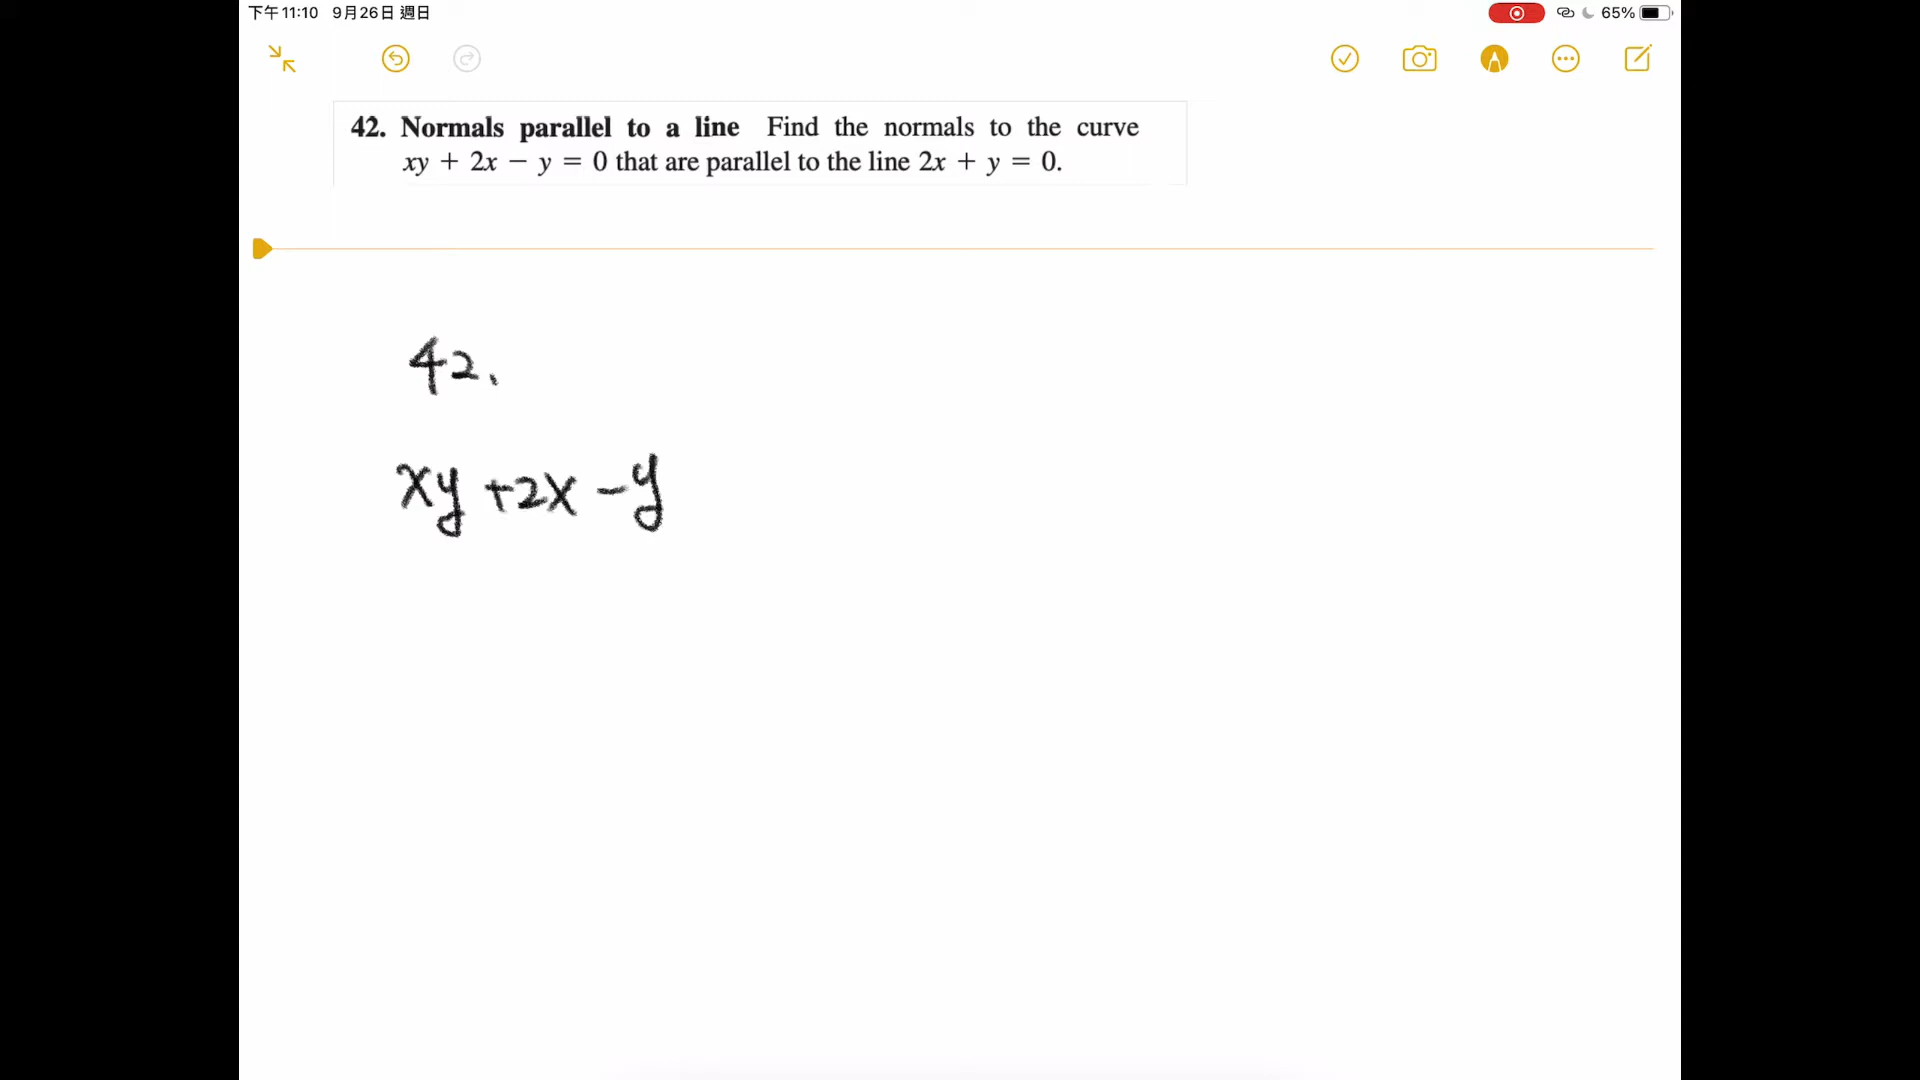 下午11:10 9月26日 週日
65%
42. Normals parallel to a line Find the normals to the curve
xy + 2x − y = 0 that are parallel to the line 2x + y = 0.
42.
xy +2x -y